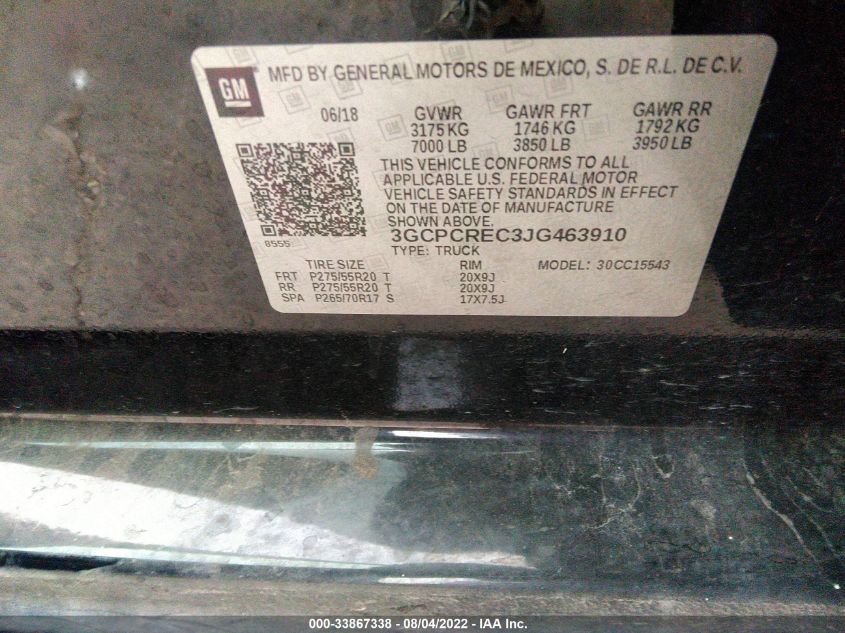 GM
MFD BY GENERAL MOTORS DE MEXICO, S. DE R.L. DE C.V.
06/18 GVWR GAWR FRT GAWR RR
3175 KG 1746 KG 1792 KG
7000 LB 3850 LB 3950 LB
THIS VEHICLE CONFORMS TO ALL
APPLICABLE U.S. FEDERAL MOTOR
VEHICLE SAFETY STANDARDS IN EFFECT
ON THE DATE OF MANUFACTURE
SHOWN ABOVE.
8555
3GCPCREC3JG463910
TYPE: TRUCK
TIRE SIZE RIM MODEL: 30CC15543
FRT P275/55R20 T 20X9J
RR P275/55R20 T 20X9J
SPA P265/70R17 S 17X7.5J
000-33867338 - 08/04/2022 - IAA Inc.